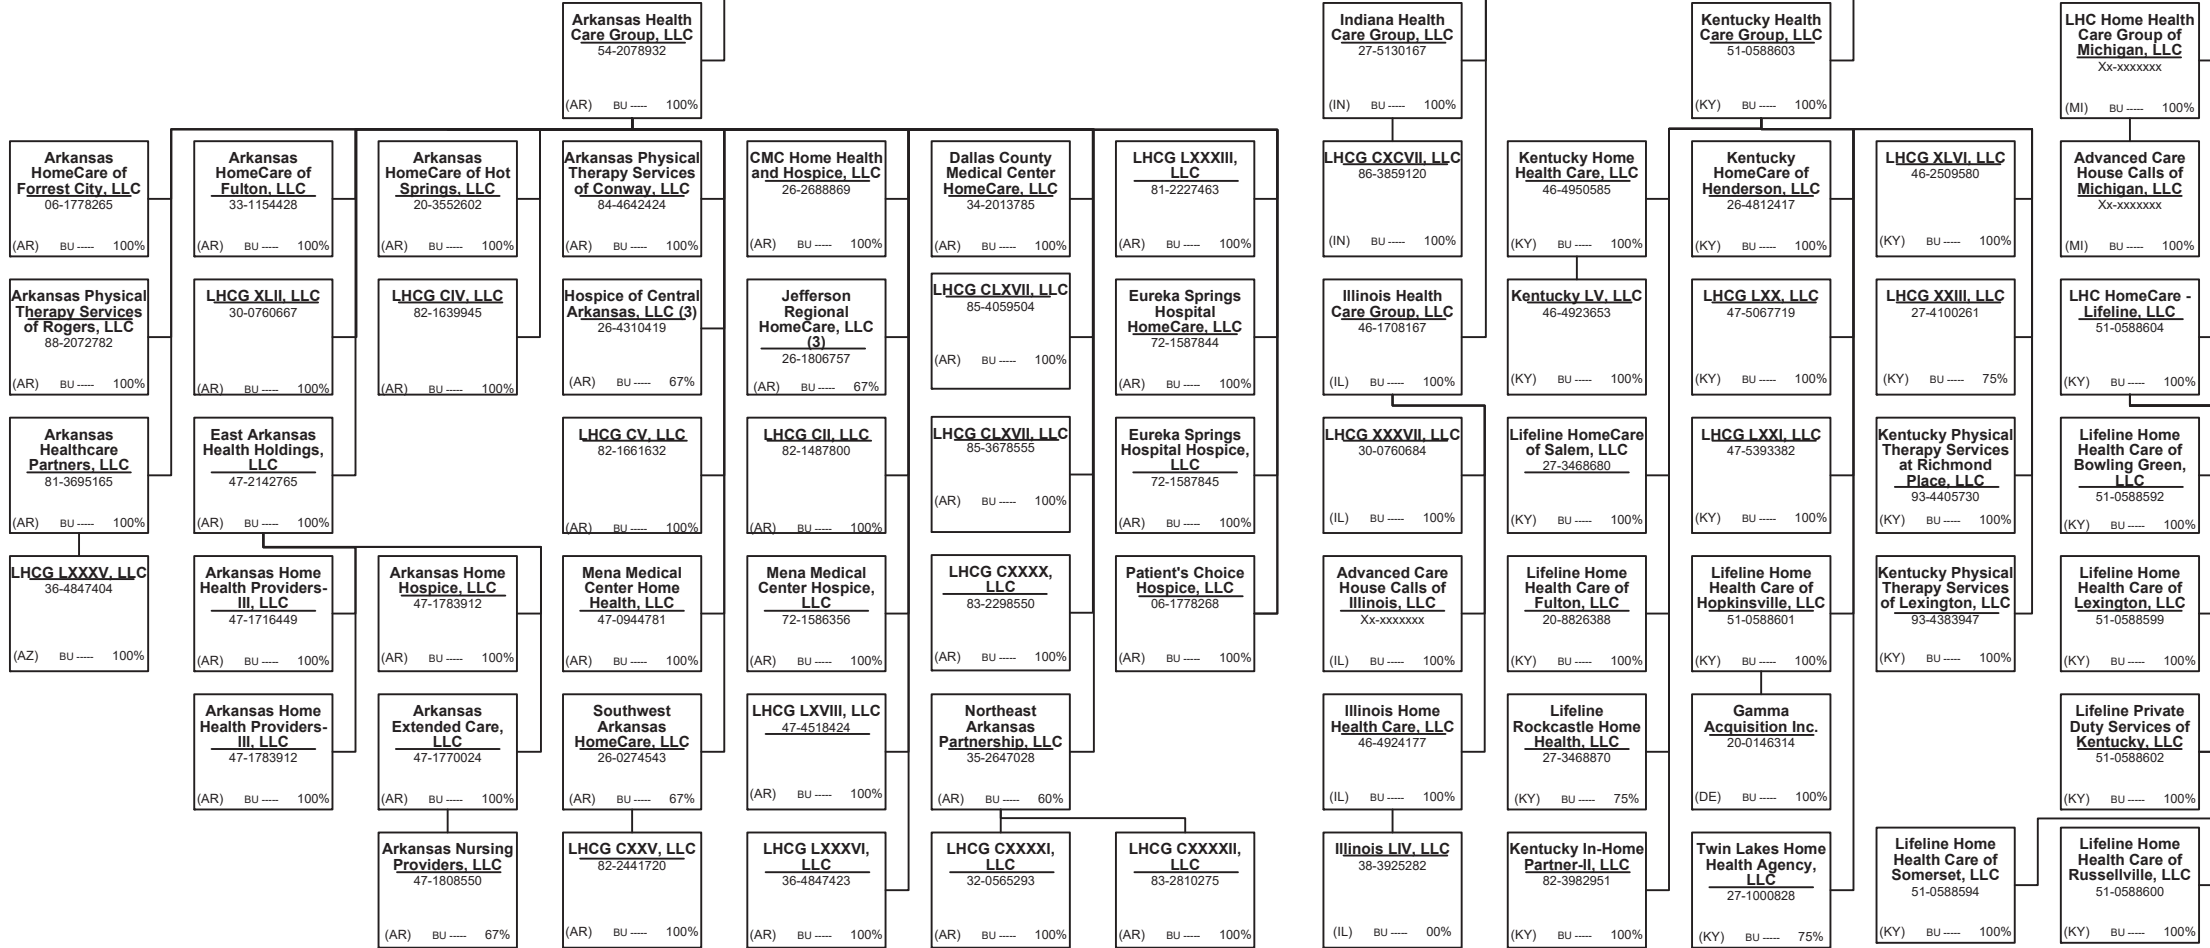 Arkansas Health
Care Group, LLC
54-2078932
(AR) BU ----- 100%
Indiana Health
Care Group, LLC
27-5130167
(IN) BU ----- 100%
Kentucky Health
Care Group, LLC
51-0588603
(KY) BU ----- 100%
LHC Home Health
Care Group of
Michigan, LLC
Xx-xxxxxxx
(MI) BU ----- 100%
Arkansas
HomeCare of
Forrest City, LLC
06-1778265
(AR) BU ----- 100%
Arkansas
HomeCare of
Fulton, LLC
33-1154428
(AR) BU ----- 100%
Arkansas
HomeCare of Hot
Springs, LLC
20-3552602
(AR) BU ----- 100%
Arkansas Physical
Therapy Services
of Conway, LLC
84-4642424
(AR) BU ----- 100%
CMC Home Health
and Hospice, LLC
26-2688869
(AR) BU ----- 100%
Dallas County
Medical Center
HomeCare, LLC
34-2013785
(AR) BU ----- 100%
LHCG LXXXIII,
LLC
81-2227463
(AR) BU ----- 100%
LHCG CXCVII, LLC
86-3859120
(IN) BU ----- 100%
Kentucky Home
Health Care, LLC
46-4950585
(KY) BU ----- 100%
Kentucky
HomeCare of
Henderson, LLC
26-4812417
(KY) BU ----- 100%
LHCG XLVI, LLC
46-2509580
(KY) BU ----- 100%
Advanced Care
House Calls of
Michigan, LLC
Xx-xxxxxxx
(MI) BU ----- 100%
Arkansas Physical
Therapy Services
of Rogers, LLC
88-2072782
(AR) BU ----- 100%
LHCG XLII, LLC
30-0760667
(AR) BU ----- 100%
LHCG CIV, LLC
82-1639945
(AR) BU ----- 100%
Hospice of Central
Arkansas, LLC (3)
26-4310419
(AR) BU ----- 67%
Jefferson
Regional
HomeCare, LLC
(3)
26-1806757
(AR) BU ----- 67%
LHCG CLXVII, LLC
85-4059504
(AR) BU ----- 100%
Eureka Springs
Hospital
HomeCare, LLC
72-1587844
(AR) BU ----- 100%
Illinois Health
Care Group, LLC
46-1708167
(IL) BU ----- 100%
Kentucky LV, LLC
46-4923653
(KY) BU ----- 100%
LHCG LXX, LLC
47-5067719
(KY) BU ----- 100%
LHCG XXIII, LLC
27-4100261
(KY) BU ----- 75%
LHC HomeCare -
Lifeline, LLC
51-0588604
(KY) BU ----- 100%
Arkansas
Healthcare
Partners, LLC
81-3695165
(AR) BU ----- 100%
East Arkansas
Health Holdings,
LLC
47-2142765
(AR) BU ----- 100%
LHCG CV, LLC
82-1661632
(AR) BU ----- 100%
LHCG CII, LLC
82-1487800
(AR) BU ----- 100%
LHCG CLXVII, LLC
85-3678555
(AR) BU ----- 100%
Eureka Springs
Hospital Hospice,
LLC
72-1587845
(AR) BU ----- 100%
LHCG XXXVII, LLC
30-0760684
(IL) BU ----- 100%
Lifeline HomeCare
of Salem, LLC
27-3468680
(KY) BU ----- 100%
LHCG LXXI, LLC
47-5393382
(KY) BU ----- 100%
Kentucky Physical
Therapy Services
at Richmond
Place, LLC
93-4405730
(KY) BU ----- 100%
Lifeline Home
Health Care of
Bowling Green,
LLC
51-0588592
(KY) BU ----- 100%
LHCG LXXXV, LLC
36-4847404
(AZ) BU ----- 100%
Arkansas Home
Health Providers-
III, LLC
47-1716449
(AR) BU ----- 100%
Arkansas Home
Hospice, LLC
47-1783912
(AR) BU ----- 100%
Mena Medical
Center Home
Health, LLC
47-0944781
(AR) BU ----- 100%
Mena Medical
Center Hospice,
LLC
72-1586356
(AR) BU ----- 100%
LHCG CXXXX,
LLC
83-2298550
(AR) BU ----- 100%
Patient's Choice
Hospice, LLC
06-1778268
(AR) BU ----- 100%
Advanced Care
House Calls of
Illinois, LLC
Xx-xxxxxxx
(IL) BU ----- 100%
Lifeline Home
Health Care of
Fulton, LLC
20-8826388
(KY) BU ----- 100%
Lifeline Home
Health Care of
Hopkinsville, LLC
51-0588601
(KY) BU ----- 100%
Kentucky Physical
Therapy Services
of Lexington, LLC
93-4383947
(KY) BU ----- 100%
Lifeline Home
Health Care of
Lexington, LLC
51-0588599
(KY) BU ----- 100%
Arkansas Home
Health Providers-
III, LLC
47-1783912
(AR) BU ----- 100%
Arkansas
Extended Care,
LLC
47-1770024
(AR) BU ----- 100%
Southwest
Arkansas
HomeCare, LLC
26-0274543
(AR) BU ----- 67%
LHCG LXVIII, LLC
47-4518424
(AR) BU ----- 100%
Northeast
Arkansas
Partnership, LLC
35-2647028
(AR) BU ----- 60%
Illinois Home
Health Care, LLC
46-4924177
(IL) BU ----- 100%
Lifeline
Rockcastle Home
Health, LLC
27-3468870
(KY) BU ----- 75%
Gamma
Acquisition Inc.
20-0146314
(DE) BU ----- 100%
Lifeline Private
Duty Services of
Kentucky, LLC
51-0588602
(KY) BU ----- 100%
Arkansas Nursing
Providers, LLC
47-1808550
(AR) BU ----- 67%
LHCG CXXV, LLC
82-2441720
(AR) BU ----- 100%
LHCG LXXXVI,
LLC
36-4847423
(AR) BU ----- 100%
LHCG CXXXXI,
LLC
32-0565293
(AR) BU ----- 100%
LHCG CXXXXII,
LLC
83-2810275
(AR) BU ----- 100%
Illinois LIV, LLC
38-3925282
(IL) BU ----- 00%
Kentucky In-Home
Partner-II, LLC
82-3982951
(KY) BU ----- 100%
Twin Lakes Home
Health Agency,
LLC
27-1000828
(KY) BU ----- 75%
Lifeline Home
Health Care of
Somerset, LLC
51-0588594
(KY) BU ----- 100%
Lifeline Home
Health Care of
Russellville, LLC
51-0588600
(KY) BU ----- 100%